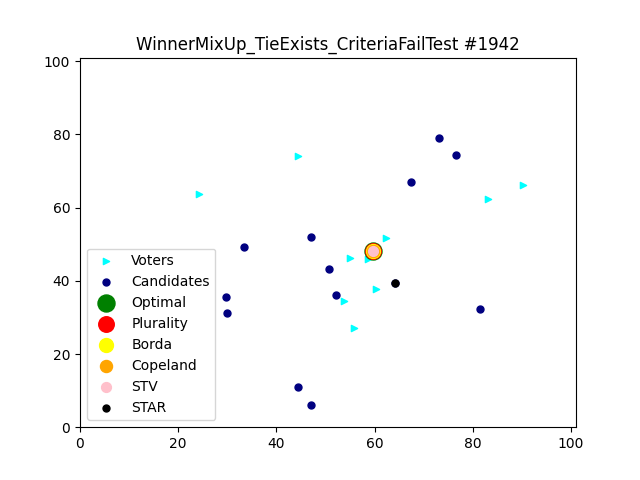 WinnerMixUp_TieExists_CriteriaFailTest #1942
100
80
60
40
20
0
Voters
Candidates
Optimal
Plurality
Borda
Copeland
STV
STAR
0 20 40 60 80 100